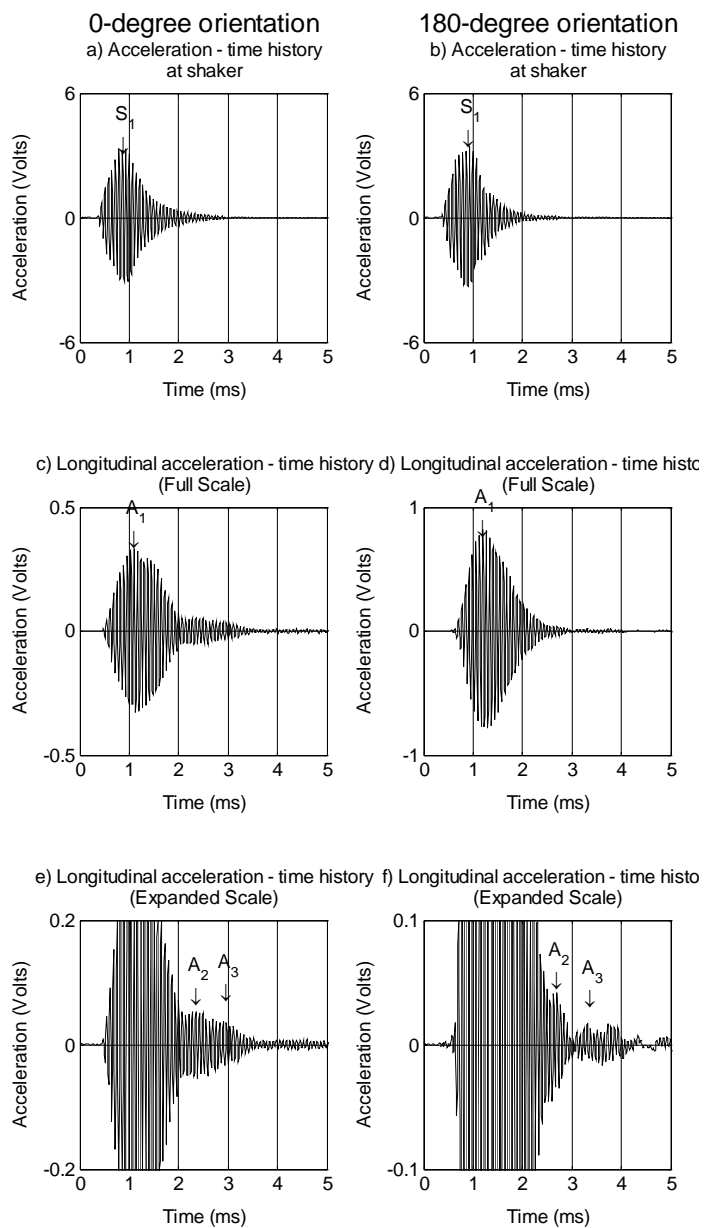 0-degree orientation
180-degree orientation
a) Acceleration - time history
at shaker
b) Acceleration - time history
at shaker
6
S1
Acceleration (Volts)
0
-6
0 1 2 3 4 5
Time (ms)
6
S1
Acceleration (Volts)
0
-6
0 1 2 3 4 5
Time (ms)
c) Longitudinal acceleration - time history
(Full Scale)
d) Longitudinal acceleration - time histo
(Full Scale)
0.5
A1
Acceleration (Volts)
0
-0.5
0 1 2 3 4 5
Time (ms)
1
A1
Acceleration (Volts)
0
-1
0 1 2 3 4 5
Time (ms)
e) Longitudinal acceleration - time history
(Expanded Scale)
f) Longitudinal acceleration - time histo
(Expanded Scale)
0.2
A2
A3
Acceleration (Volts)
0
-0.2
0 1 2 3 4 5
Time (ms)
0.1
A2
A3
Acceleration (Volts)
0
-0.1
0 1 2 3 4 5
Time (ms)